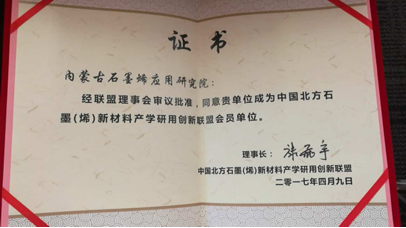 证书
内蒙古石墨烯应用研究院：
经联盟理事会审议批准，同意贵单位成为中国北方石
墨(烯)新材料产学研用创新联盟会员单位。
理事长：
中国北方石墨(烯)新材料产学研用创新联盟
二〇一七年四月九日